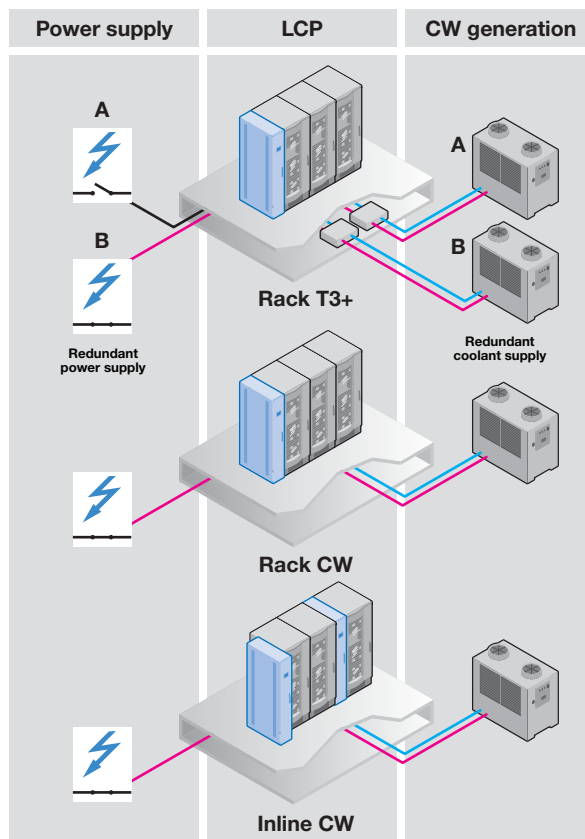 Power supply
LCP
CW generation
A
A
B
B
Rack T3+
Redundant
power supply
Redundant
coolant supply
Rack CW
Inline CW